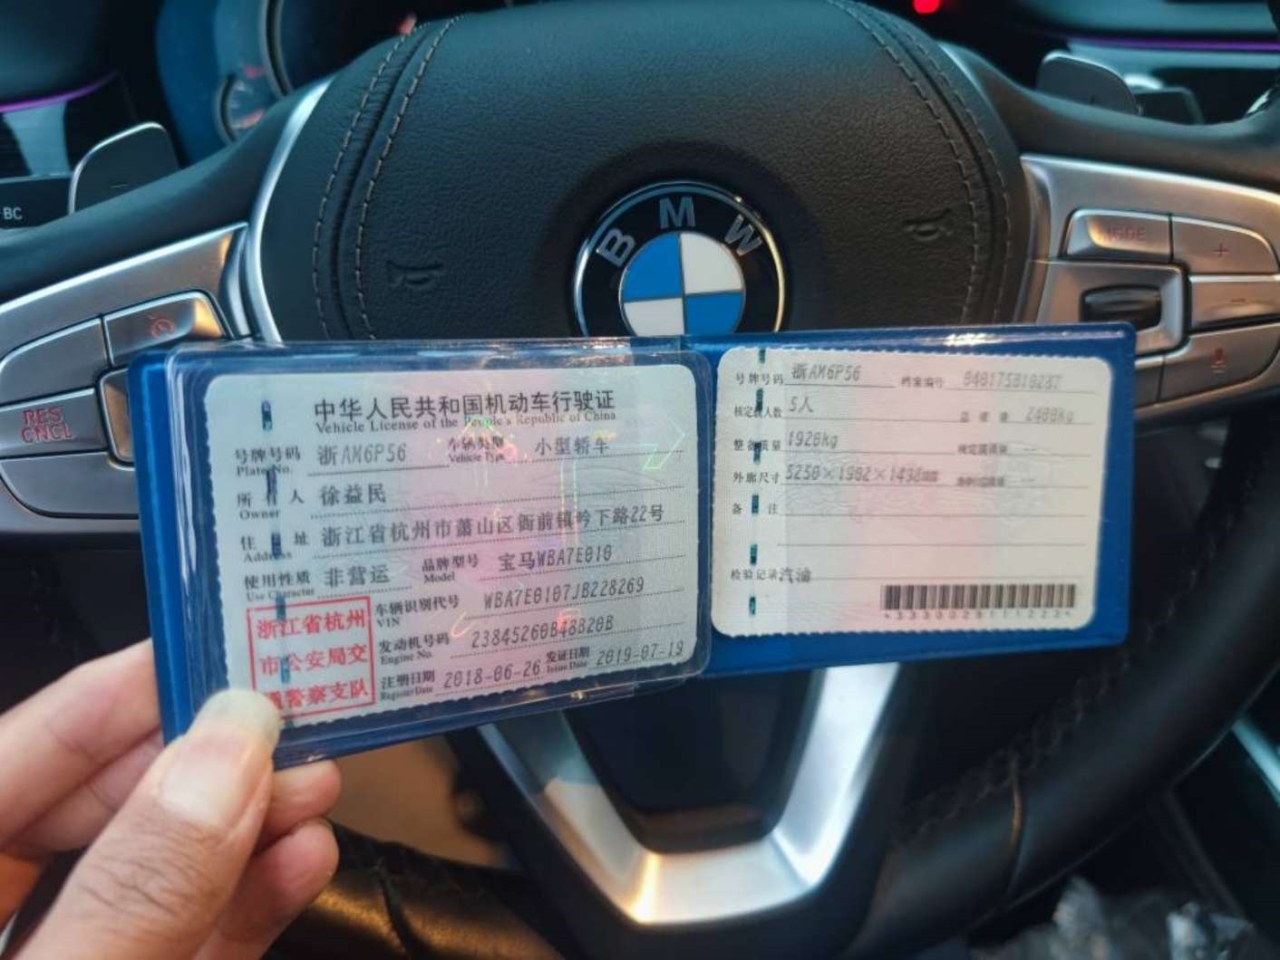 BMW
BC
RES
CNCL
MODE
中华人民共和国机动车行驶证
Vehicle License of the People's Republic of China
号牌号码 浙AM6P56 车辆类型 小型轿车
Plate No. Vehicle Type
所有人 徐益民
Owner
住址 浙江省杭州市萧山区衙前镇吟下路22号
Address
使用性质 非营运 品牌型号 宝马WBA7E010
Use Character Model
浙江省杭州
市公安局交
通警察支队
车辆识别代号 WBA7E0107JB228269
VIN
发动机号码 23845260B48B20B
Engine No.
注册日期 2018-06-26 发证日期 2019-07-19
Register Date Issue Date
号牌号码 浙AM6P56 档案编号
核定载人数 5人 总质量 2480kg
整备质量 1928kg 核定载质量 --
外廓尺寸 5250×1902×1498mm --
备注
检验记录 汽油